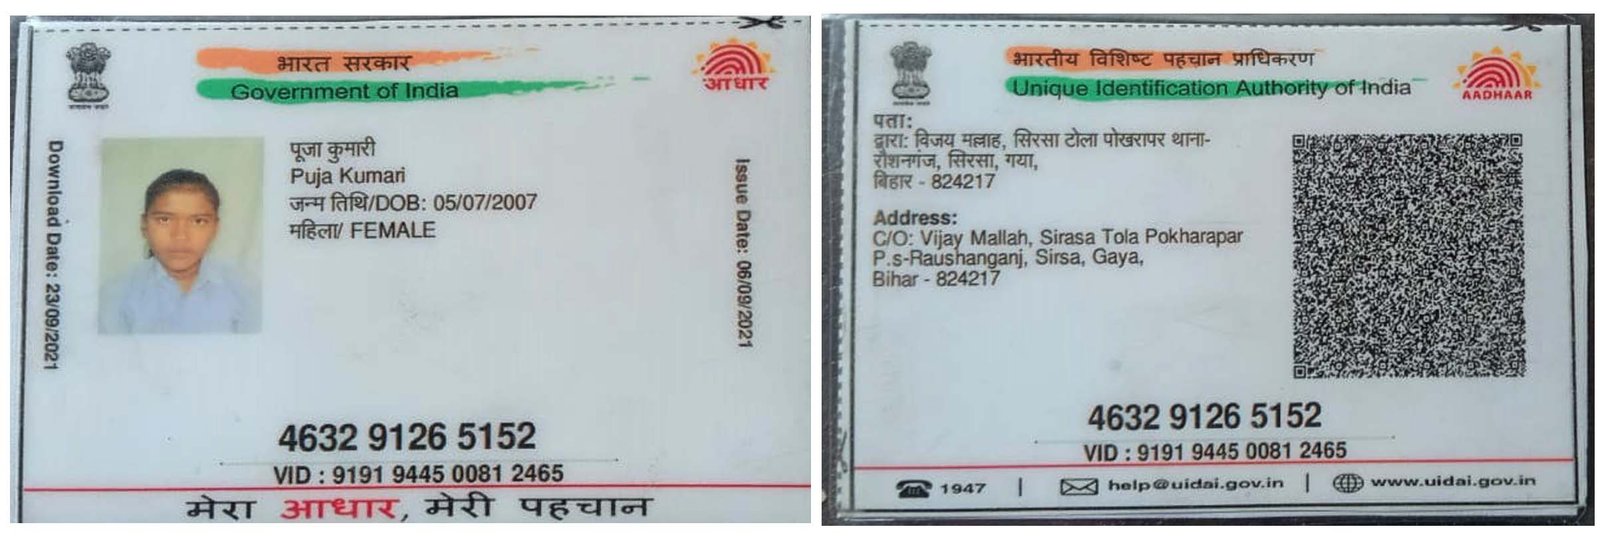 भारत सरकार
Government of India
आधार
Download Date: 23/09/2021
पूजा कुमारी
Puja Kumari
जन्म तिथि/DOB: 05/07/2007
महिला/ FEMALE
Issue Date: 06/09/2021
4632 9126 5152
VID : 9191 9445 0081 2465
मेरा आधार, मेरी पहचान
भारतीय विशिष्ट पहचान प्राधिकरण
Unique Identification Authority of India
AADHAAR
पता:
द्वारा: विजय मल्लाह, सिरसा टोला पोखरापर थाना-
रौशनगंज, सिरसा, गया,
बिहार - 824217
Address:
C/O: Vijay Mallah, Sirasa Tola Pokharapar
P.s-Raushanganj, Sirsa, Gaya,
Bihar - 824217
4632 9126 5152
VID : 9191 9445 0081 2465
1947 | help@uidai.gov.in | www.uidai.gov.in